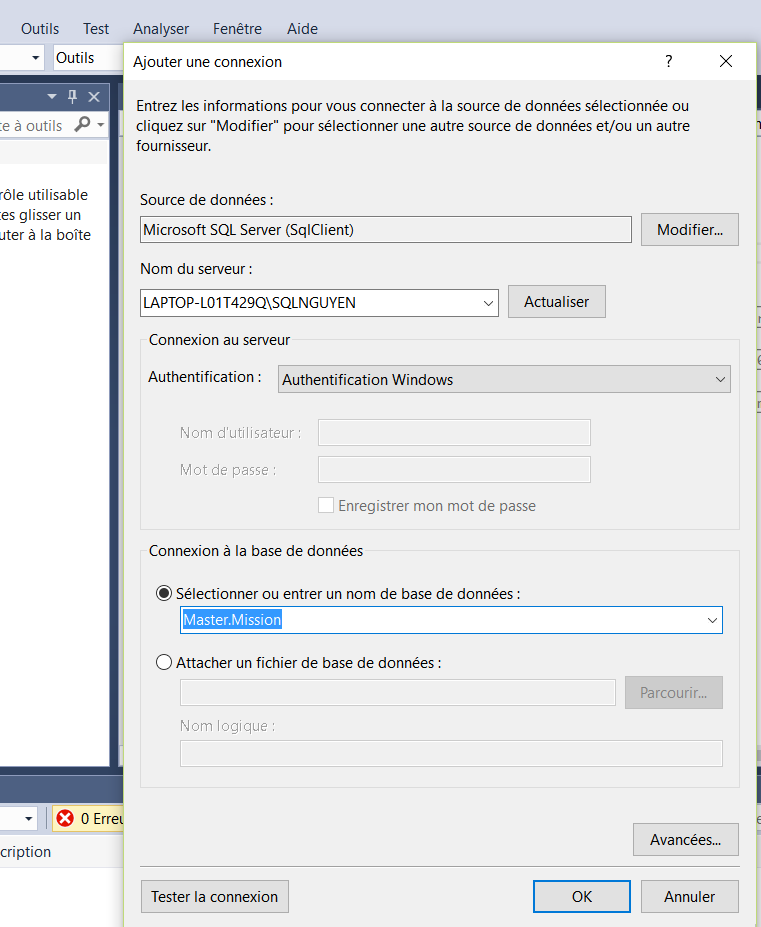 Outils Test Analyser Fenêtre Aide
Outils
Ajouter une connexion ?
Entrez les informations pour vous connecter à la source de données sélectionnée ou
cliquez sur "Modifier" pour sélectionner une autre source de données et/ou un autre
fournisseur.
te à outils
rôle utilisable
tes glisser un
uter à la boîte
Source de données :
Microsoft SQL Server (SqlClient) Modifier...
Nom du serveur :
LAPTOP-L01T429Q\SQLNGUYEN Actualiser
Connexion au serveur
Authentification : Authentification Windows
Nom d'utilisateur :
Mot de passe :
Enregistrer mon mot de passe
Connexion à la base de données
Sélectionner ou entrer un nom de base de données :
Master.Mission
Attacher un fichier de base de données :
Parcourir...
Nom logique :
0 Erreu
cription
Avancées...
Tester la connexion OK Annuler